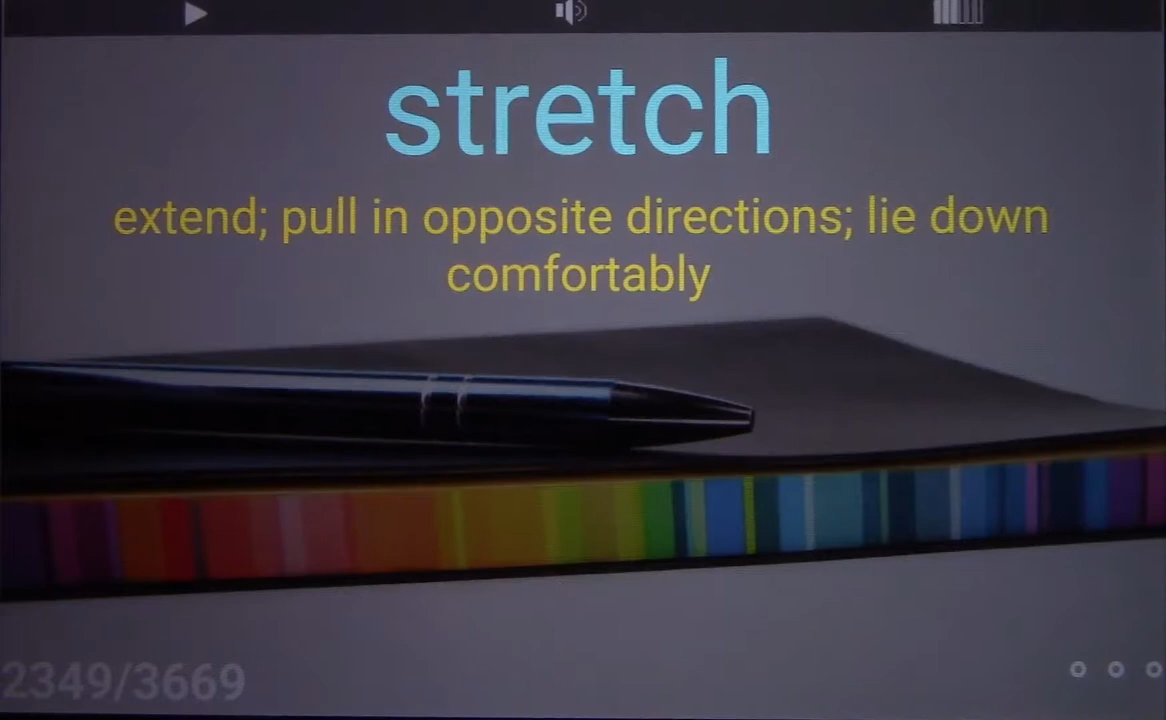 stretch
extend; pull in opposite directions; lie down
comfortably
2349/3669